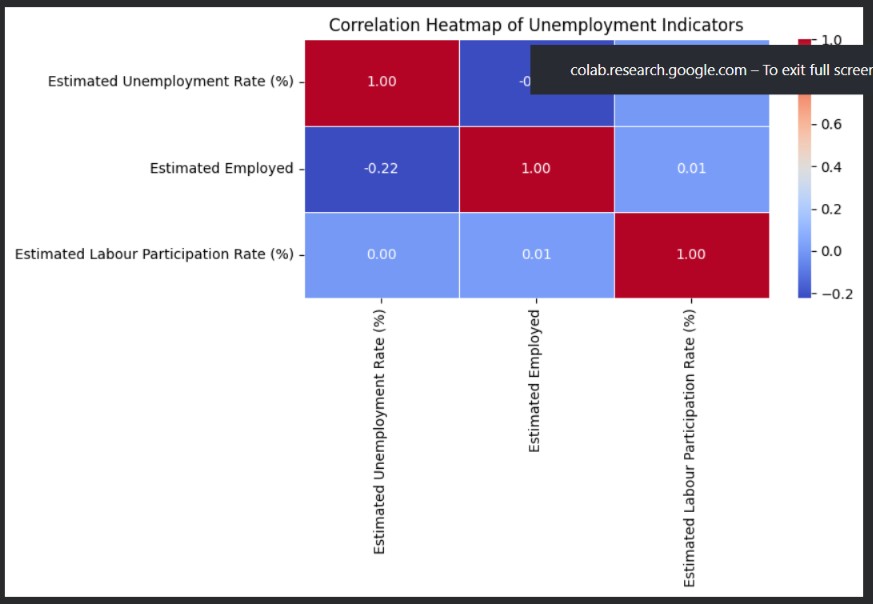 Correlation Heatmap of Unemployment Indicators
1.0
colab.research.google.com – To exit full screen
Estimated Unemployment Rate (%)
1.00
0.6
Estimated Employed
-0.22
1.00
0.01
0.4
0.2
Estimated Labour Participation Rate (%)
0.00
0.01
1.00
0.0
−0.2
Estimated Unemployment Rate (%)
Estimated Employed
Estimated Labour Participation Rate (%)